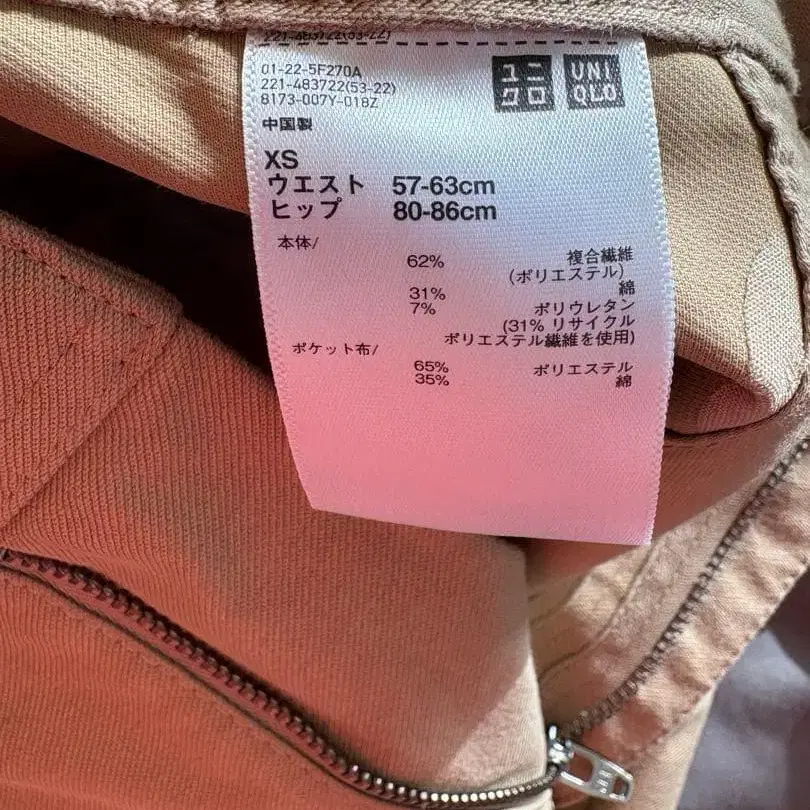 221-483722(53-22)
01-22-5F270A
221-483722(53-22)
8173-007Y-018Z
ユニクロ
UNIQLO
中国製
XS
ウエスト 57-63cm
ヒップ 80-86cm
本体/
62% 複合繊維
(ポリエステル)
31% 綿
7% ポリウレタン
(31% リサイクル
ポリエステル繊維を使用)
ポケット布/
65% ポリエステル
35% 綿